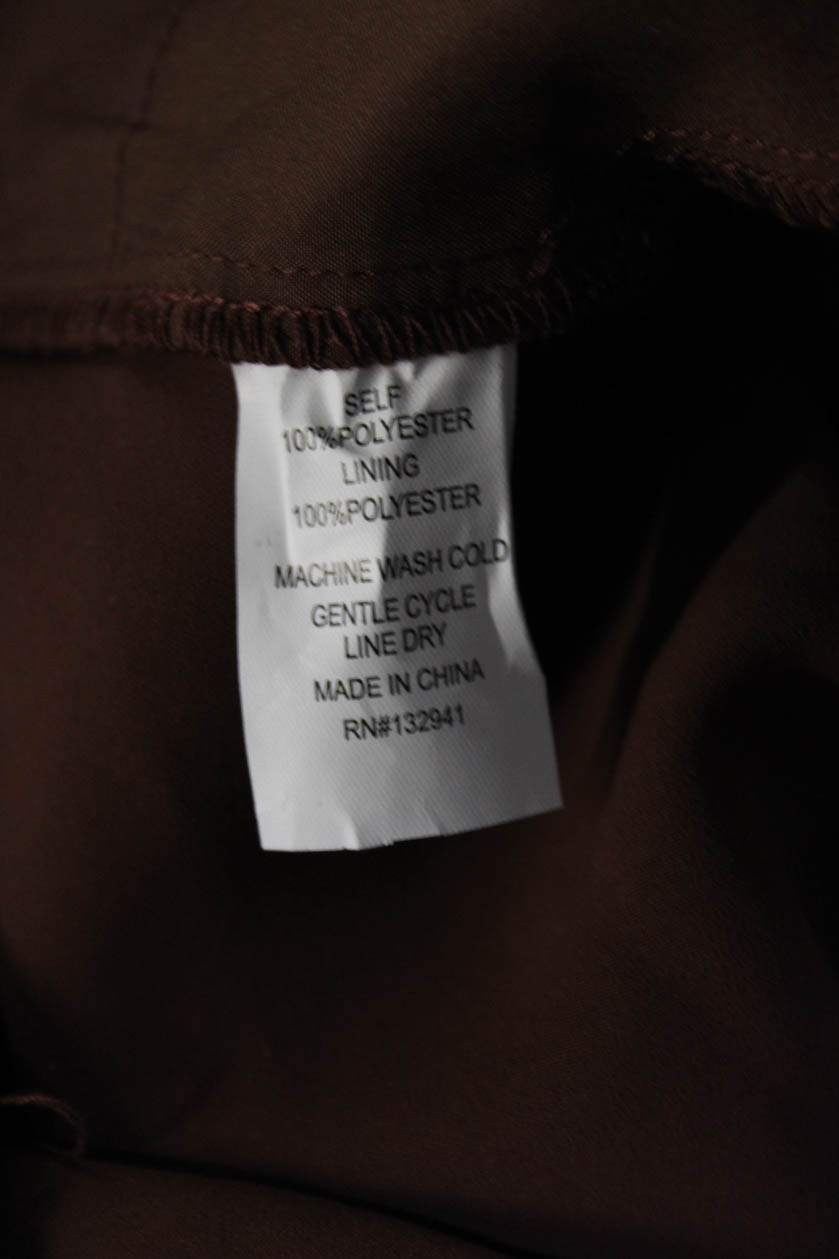 SELF
100%POLYESTER
LINING
100%POLYESTER
MACHINE WASH COLD
GENTLE CYCLE
LINE DRY
MADE IN CHINA
RN#132941